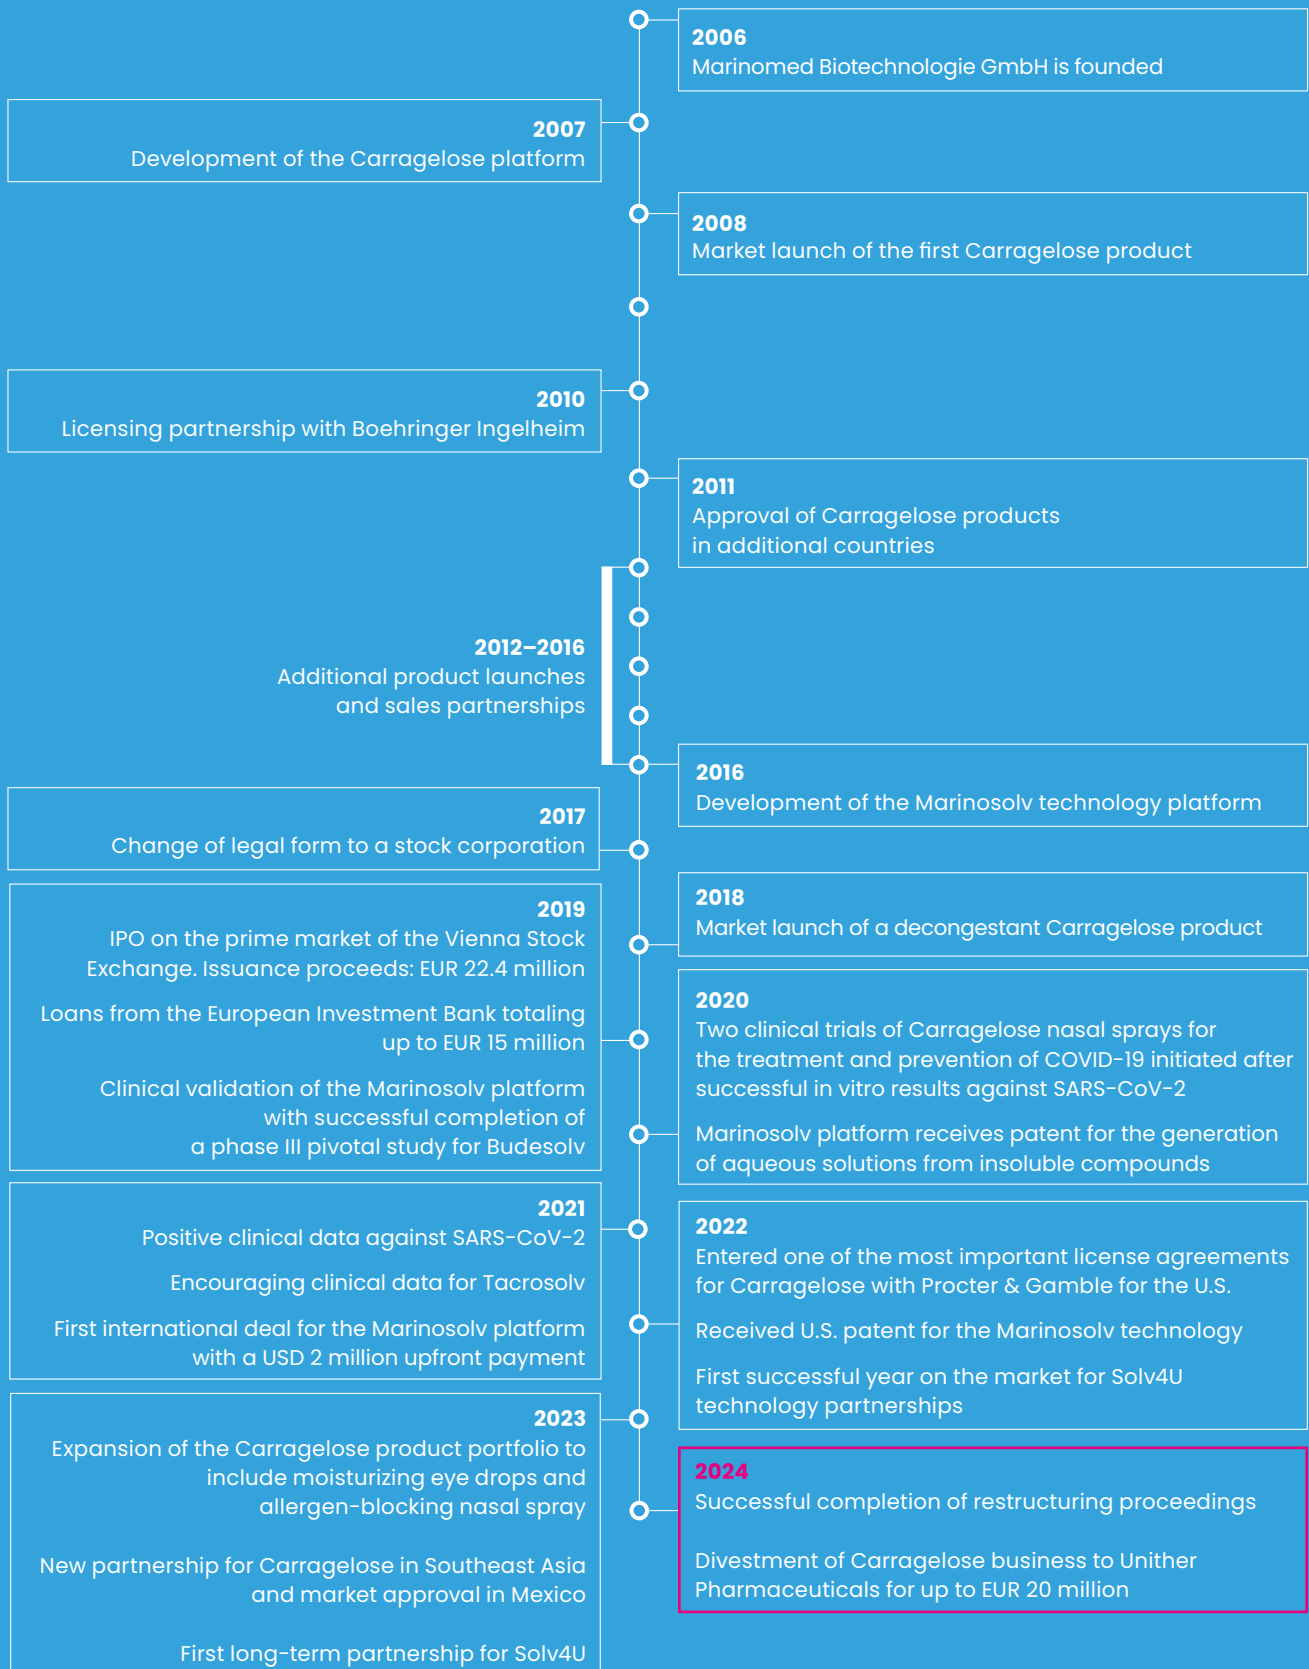 2006
Marinomed Biotechnologie GmbH is founded
2007
Development of the Carragelose platform
2008
Market launch of the first Carragelose product
2010
Licensing partnership with Boehringer Ingelheim
2011
Approval of Carragelose products
in additional countries
2012–2016
Additional product launches
and sales partnerships
2016
Development of the Marinosolv technology platform
2017
Change of legal form to a stock corporation
2018
Market launch of a decongestant Carragelose product
2019
IPO on the prime market of the Vienna Stock
Exchange. Issuance proceeds: EUR 22.4 million
Loans from the European Investment Bank totaling
up to EUR 15 million
Clinical validation of the Marinosolv platform
with successful completion of
a phase III pivotal study for Budesolv
2020
Two clinical trials of Carragelose nasal sprays for
the treatment and prevention of COVID-19 initiated after
successful in vitro results against SARS-CoV-2
Marinosolv platform receives patent for the generation
of aqueous solutions from insoluble compounds
2021
Positive clinical data against SARS-CoV-2
Encouraging clinical data for Tacrosolv
First international deal for the Marinosolv platform
with a USD 2 million upfront payment
2022
Entered one of the most important license agreements
for Carragelose with Procter & Gamble for the U.S.
Received U.S. patent for the Marinosolv technology
First successful year on the market for Solv4U
technology partnerships
2023
Expansion of the Carragelose product portfolio to
include moisturizing eye drops and
allergen-blocking nasal spray
New partnership for Carragelose in Southeast Asia
and market approval in Mexico
First long-term partnership for Solv4U
2024
Successful completion of restructuring proceedings
Divestment of Carragelose business to Unither
Pharmaceuticals for up to EUR 20 million